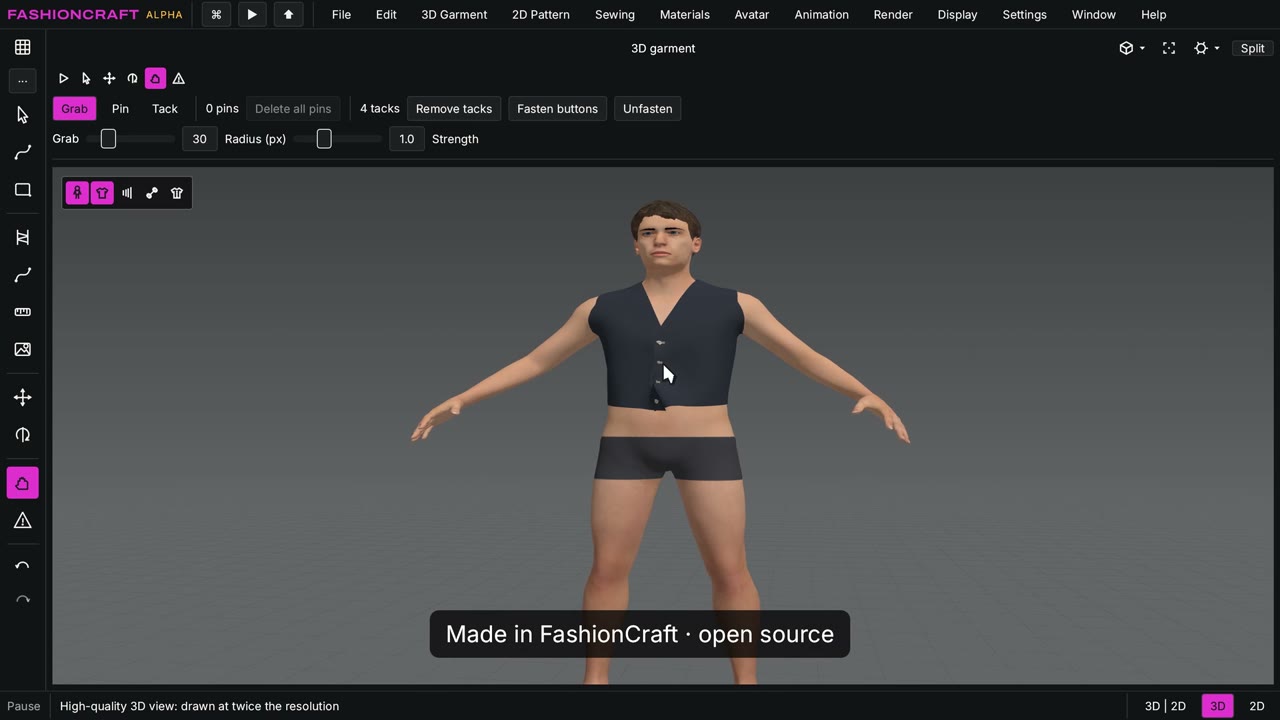 FASHIONCRAFT ALPHA File Edit 3D Garment 2D Pattern Sewing Materials Avatar Animation Render Display Settings Window Help
3D garment Split
Grab Pin Tack 0 pins Delete all pins 4 tacks Remove tacks Fasten buttons Unfasten
Grab 30 Radius (px) 1.0 Strength
Made in FashionCraft · open source
Pause High-quality 3D view: drawn at twice the resolution 3D | 2D 3D 2D